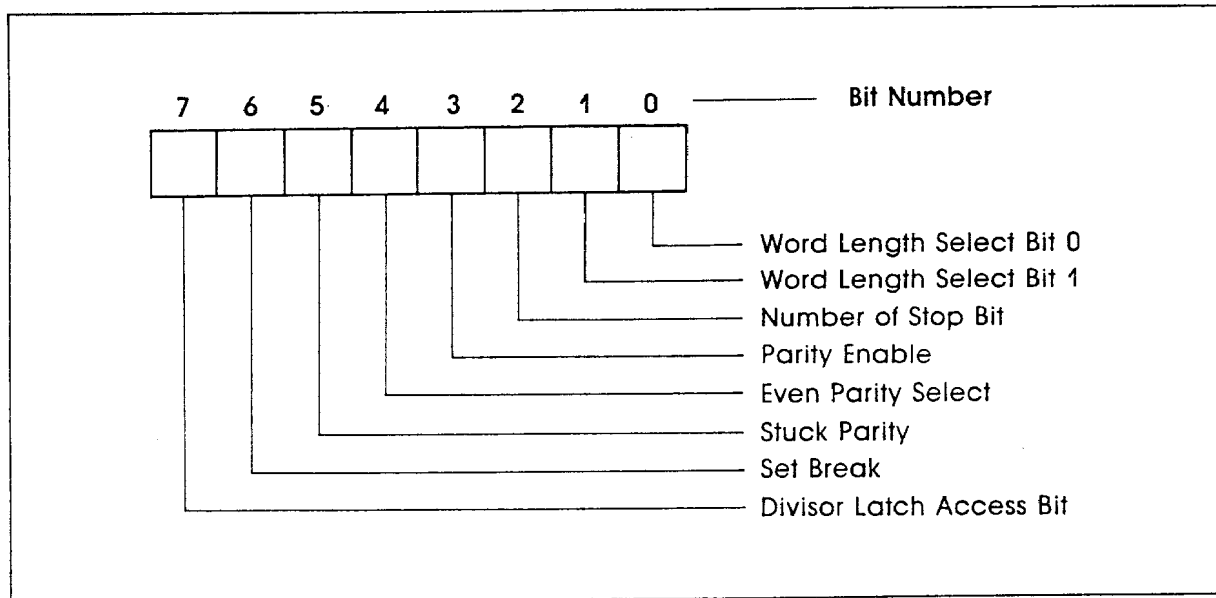 7 6 5 4 3 2 1 0 Bit Number
Word Length Select Bit 0
Word Length Select Bit 1
Number of Stop Bit
Parity Enable
Even Parity Select
Stuck Parity
Set Break
Divisor Latch Access Bit